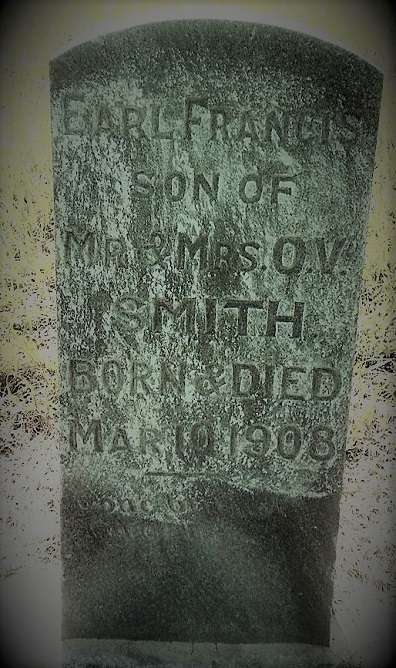 EARL FRANCIS
SON OF
MR & MRS. O.V.
SMITH
BORN & DIED
MAR 10 1908